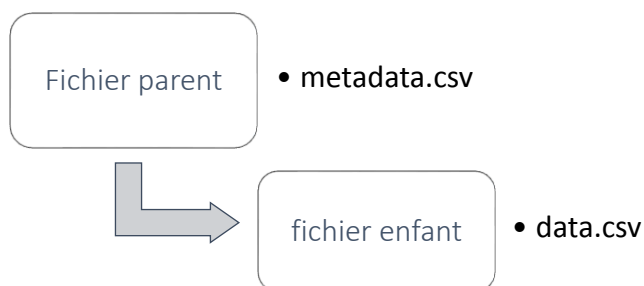 Fichier parent
• metadata.csv
fichier enfant
• data.csv